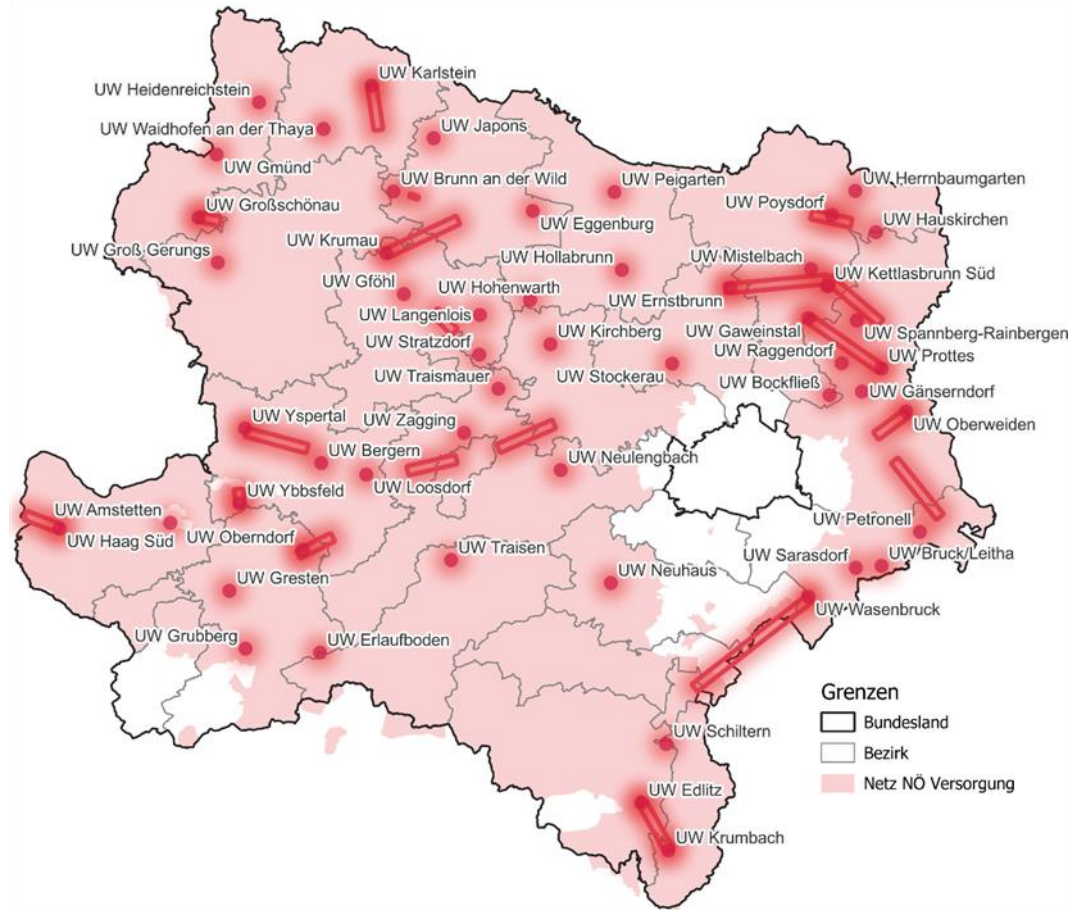 UW Karlstein
UW Heidenreichstein
UW Waidhofen an der Thaya
UW Japons
UW Gmünd
UW Brunn an der Wild
UW Peigarten
UW Herrnbaumgarten
UW Großschönau
UW Poysdorf
UW Eggenburg
UW Hauskirchen
UW Krumau
UW Groß Gerungs
UW Hollabrunn
UW Mistelbach
UW Kettlasbrunn Süd
UW Gföhl
UW Hohenwarth
UW Ernstbrunn
UW Langenlois
UW Kirchberg
UW Gaweinstal
UW Spannberg-Rainbergen
UW Stratzdorf
UW Raggendorf
UW Prottes
UW Traismauer
UW Stockerau
UW Bockfließ
UW Gänserndorf
UW Yspertal
UW Zagging
UW Oberweiden
UW Bergern
UW Neulengbach
UW Loosdorf
UW Ybbsfeld
UW Amstetten
UW Petronell
UW Haag Süd
UW Oberndorf
UW Traisen
UW Sarasdorf
UW Bruck/Leitha
UW Gresten
UW Neuhaus
UW Wasenbruck
UW Grubberg
UW Erlaufboden
Grenzen
Bundesland
UW Schiltern
Bezirk
Netz NÖ Versorgung
UW Edlitz
UW Krumbach